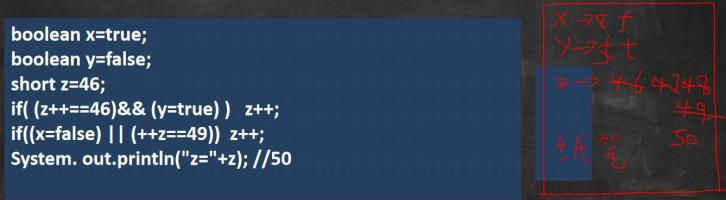 boolean x=true;
boolean y=false;
short z=46;
if( (z++==46)&& (y=true) ) z++;
if((x=false) || (++z==49)) z++;
System. out.println("z="+z); //50
X → t f
Y → f t
z → 46 47 48
49
50
纸笔